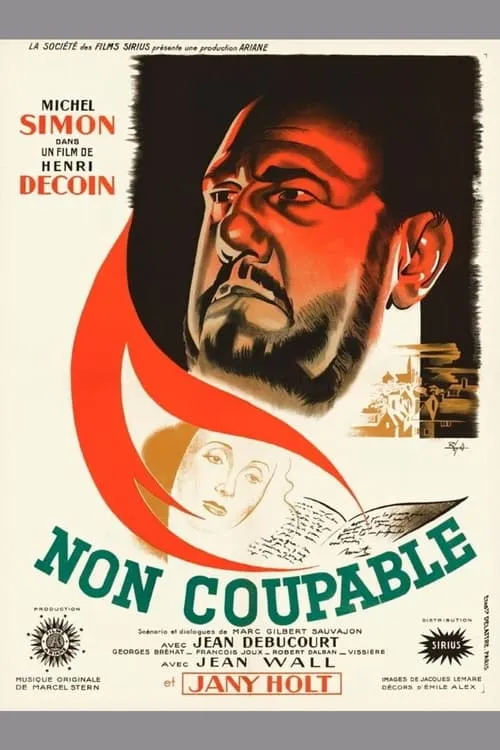 LA SOCIÉTÉ des FILMS SIRIUS présente une production ARIANE
MICHEL
SIMON
DANS
UN FILM DE
HENRI
DECOIN
NON COUPABLE
Scénario et dialogues de MARC GILBERT SAUVAJON
AVEC JEAN DEBUCOURT
GEORGES BRÉHAT – FRANCOIS JOUX – ROBERT DALBAN – VISSIÈRE
AVEC JEAN WALL
et JANY HOLT
PRODUCTION
MUSIQUE ORIGINALE
DE MARCEL STERN
DISTRIBUTION
SIRIUS
IMAGES DE JACQUES LEMARE
DÉCORS D'ÉMILE ALEX